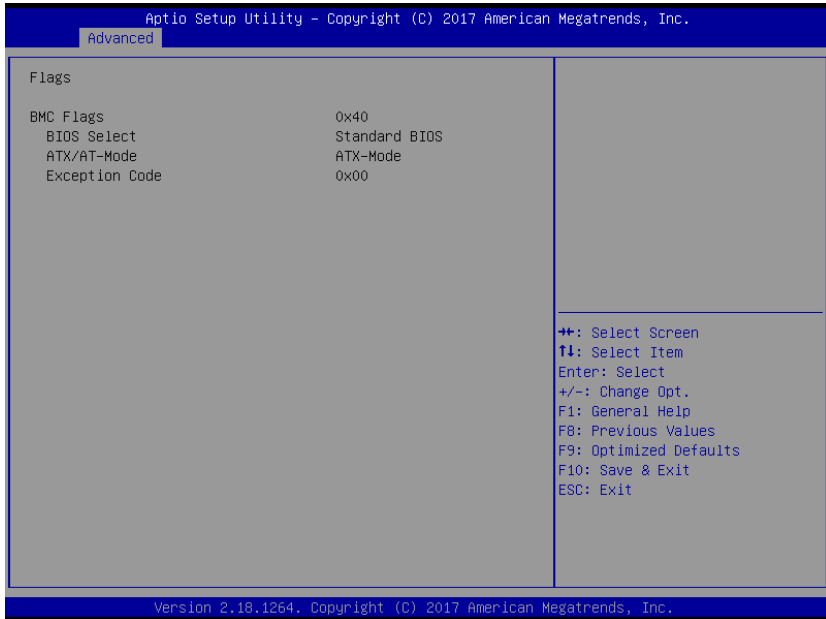 Aptio Setup Utility – Copyright (C) 2017 American Megatrends, Inc.
Advanced
Flags
BMC Flags 0x40
BIOS Select Standard BIOS
ATX/AT-Mode ATX-Mode
Exception Code 0x00
→←: Select Screen
↑↓: Select Item
Enter: Select
+/-: Change Opt.
F1: General Help
F8: Previous Values
F9: Optimized Defaults
F10: Save & Exit
ESC: Exit
Version 2.18.1264. Copyright (C) 2017 American Megatrends, Inc.